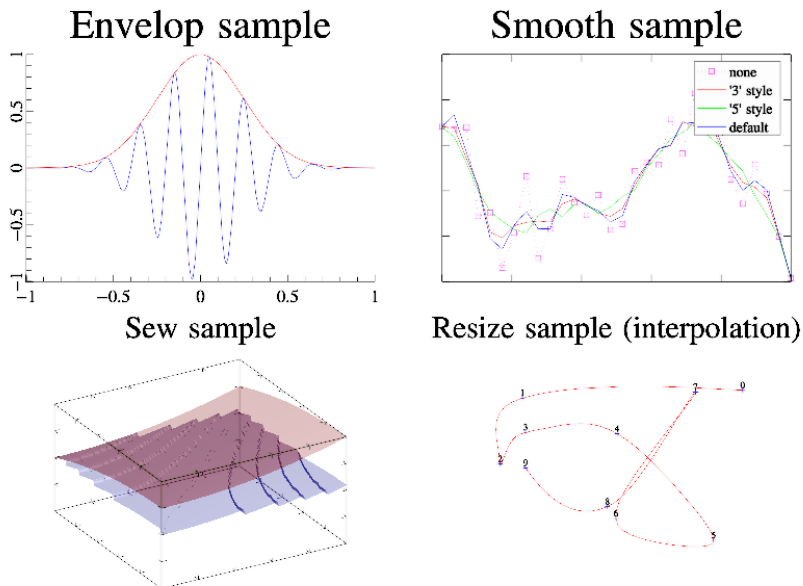 Envelop sample
Smooth sample
1
0.5
0
−0.5
−1
−1
−0.5
0
0.5
1
none
'3' style
'5' style
default
Sew sample
Resize sample (interpolation)
1
7
0
3
4
2
9
8
6
5